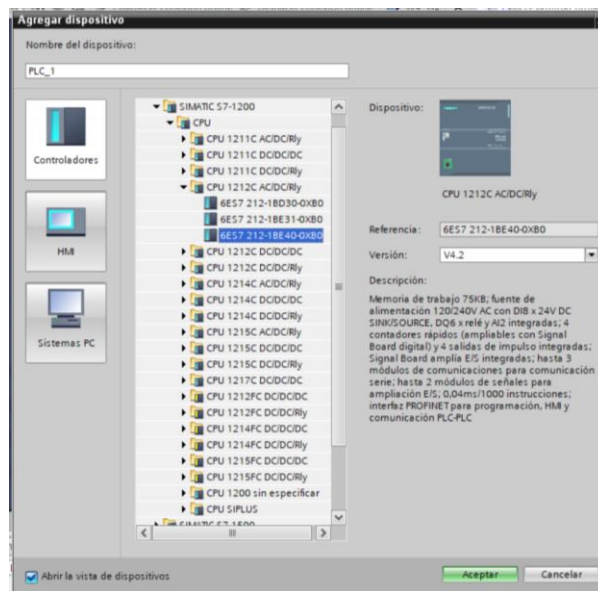 Agregar dispositivo
Nombre del dispositivo:
PLC_1
Controladores
HMI
Sistemas PC
SIMATIC S7-1200
CPU
CPU 1211C AC/DC/Rly
CPU 1211C DC/DC/DC
CPU 1211C DC/DC/Rly
CPU 1212C AC/DC/Rly
6ES7 212-1BD30-0XB0
6ES7 212-1BE31-0XB0
6ES7 212-1BE40-0XB0
CPU 1212C DC/DC/DC
CPU 1212C DC/DC/Rly
CPU 1214C AC/DC/Rly
CPU 1214C DC/DC/DC
CPU 1214C DC/DC/Rly
CPU 1215C AC/DC/Rly
CPU 1215C DC/DC/DC
CPU 1215C DC/DC/Rly
CPU 1217C DC/DC/DC
CPU 1212FC DC/DC/DC
CPU 1212FC DC/DC/Rly
CPU 1214FC DC/DC/DC
CPU 1214FC DC/DC/Rly
CPU 1215FC DC/DC/DC
CPU 1215FC DC/DC/Rly
CPU 1200 sin especificar
CPU SIPLUS
SIMATIC S7-1500
Dispositivo:
CPU 1212C AC/DC/Rly
Referencia:
6ES7 212-1BE40-0XB0
Versión:
V4.2
Descripción:
Memoria de trabajo 75KB; fuente de
alimentación 120/240V AC con DI8 x 24V DC
SINK/SOURCE, DQ6 x relé y AI2 integradas; 4
contadores rápidos (ampliables con Signal
Board digital) y 4 salidas de impulso integradas;
Signal Board amplía E/S integradas; hasta 3
módulos de comunicaciones para comunicación
serie; hasta 2 módulos de señales para
ampliación E/S; 0,04ms/1000 instrucciones;
interfaz PROFINET para programación, HMI y
comunicación PLC-PLC
Abrir la vista de dispositivos
Aceptar
Cancelar